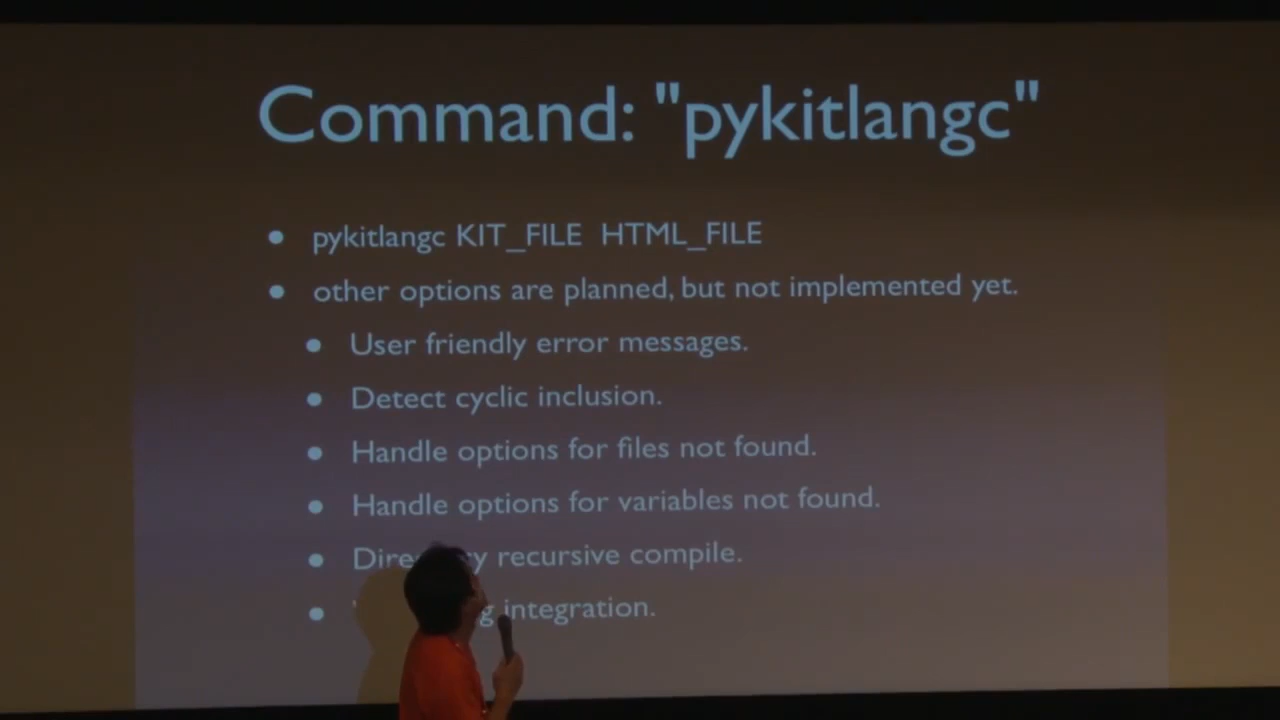 Command: "pykitlangc"
pykitlangc KIT_FILE HTML_FILE
other options are planned, but not implemented yet.
User friendly error messages.
Detect cyclic inclusion.
Handle options for files not found.
Handle options for variables not found.
Directory recursive compile.
integration.